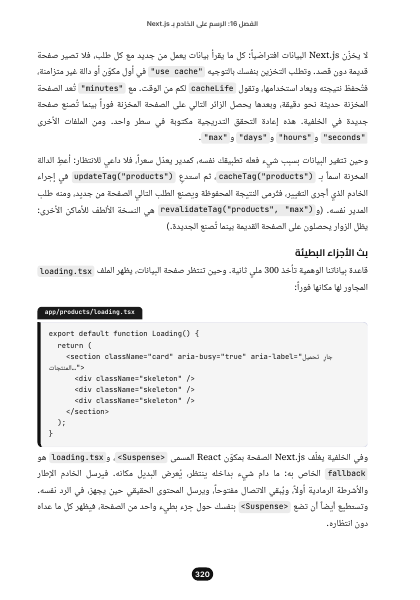 الفصل 16: الرسم على الخادم بـ Next.js
لا يخزّن Next.js البيانات افتراضياً: كل ما يقرأ بيانات يعمل من جديد مع كل طلب، فلا تصير صفحة
قديمة دون قصد. وتطلب التخزين بنفسك بالتوجيه "use cache" في أول مكوّن أو دالة غير متزامنة،
فتُحفظ نتيجته ويعاد استخدامها، وتقول cacheLife لكم من الوقت. مع "minutes" تُعد الصفحة
المخزنة حديثة نحو دقيقة، وبعدها يحصل الزائر التالي على الصفحة المخزنة فوراً بينما تُصنع صفحة
جديدة في الخلفية. هذه إعادة التحقق التدريجية مكتوبة في سطر واحد. ومن الملفات الأخرى
"seconds" و "hours" و "days" و "max".
وحين تتغير البيانات بسبب شيء فعله تطبيقك نفسه، كمدير يعدّل سعراً، فلا داعي للانتظار: أعطِ الدالة
المخزنة اسماً بـ cacheTag("products")، ثم استدعِ updateTag("products") في إجراء
الخادم الذي أجرى التغيير، فتُرمى النتيجة المحفوظة ويصنع الطلب التالي الصفحة من جديد، ومنه طلب
المدير نفسه. (و revalidateTag("products", "max") هي النسخة الألطف للأماكن الأخرى:
يظل الزوار يحصلون على الصفحة القديمة بينما تُصنع الجديدة.)
بث الأجزاء البطيئة
قاعدة بياناتنا الوهمية تأخذ 300 ملي ثانية. وحين تنتظر صفحة البيانات، يظهر الملف loading.tsx
المجاور لها مكانها فوراً:
app/products/loading.tsx
export default function Loading() {
return (
<section className="card" aria-busy="true" aria-label="جارٍ تحميل
المنتجات…">
<div className="skeleton" />
<div className="skeleton" />
<div className="skeleton" />
</section>
);
}
وفي الخلفية يغلّف Next.js الصفحة بمكوّن React المسمى <Suspense>، و loading.tsx هو
fallback الخاص به: ما دام شيء بداخله ينتظر، يُعرض البديل مكانه. فيرسل الخادم الإطار
والأشرطة الرمادية أولاً، ويُبقي الاتصال مفتوحاً، ويرسل المحتوى الحقيقي حين يجهز، في الرد نفسه.
وتستطيع أيضاً أن تضع <Suspense> بنفسك حول جزء بطيء واحد من الصفحة، فيظهر كل ما عداه
دون انتظاره.
320